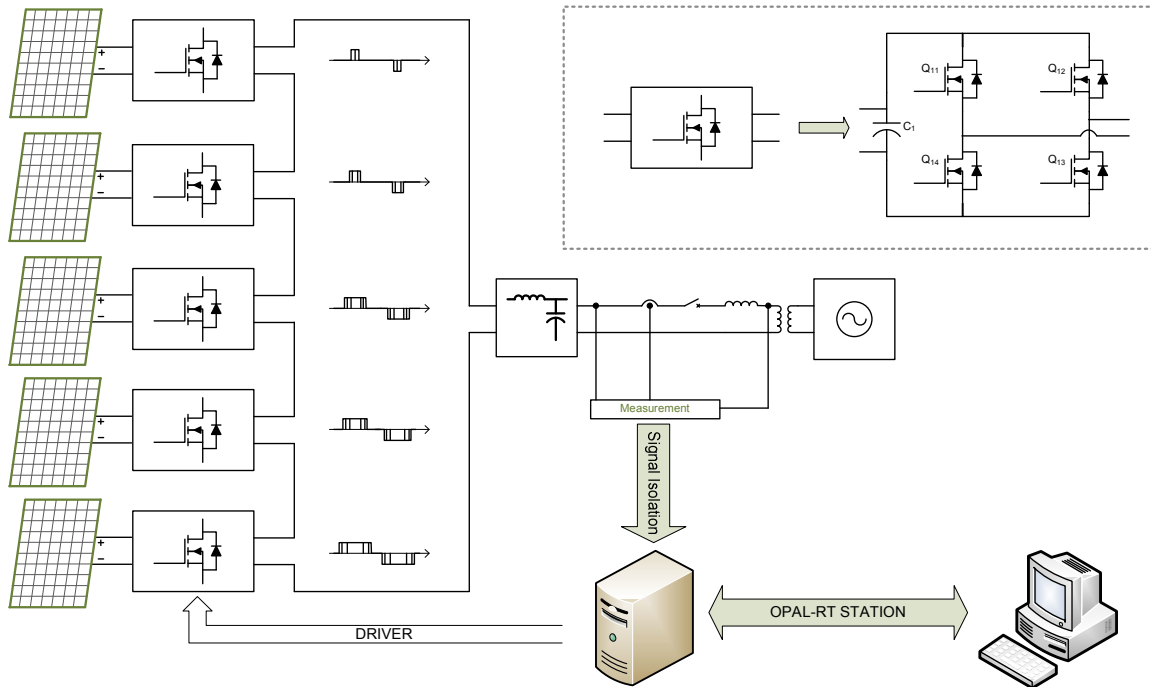 +
−
Q11
Q12
C1
Q14
Q13
+
−
+
−
Measurement
Signal Isolation
+
−
+
−
OPAL-RT STATION
DRIVER